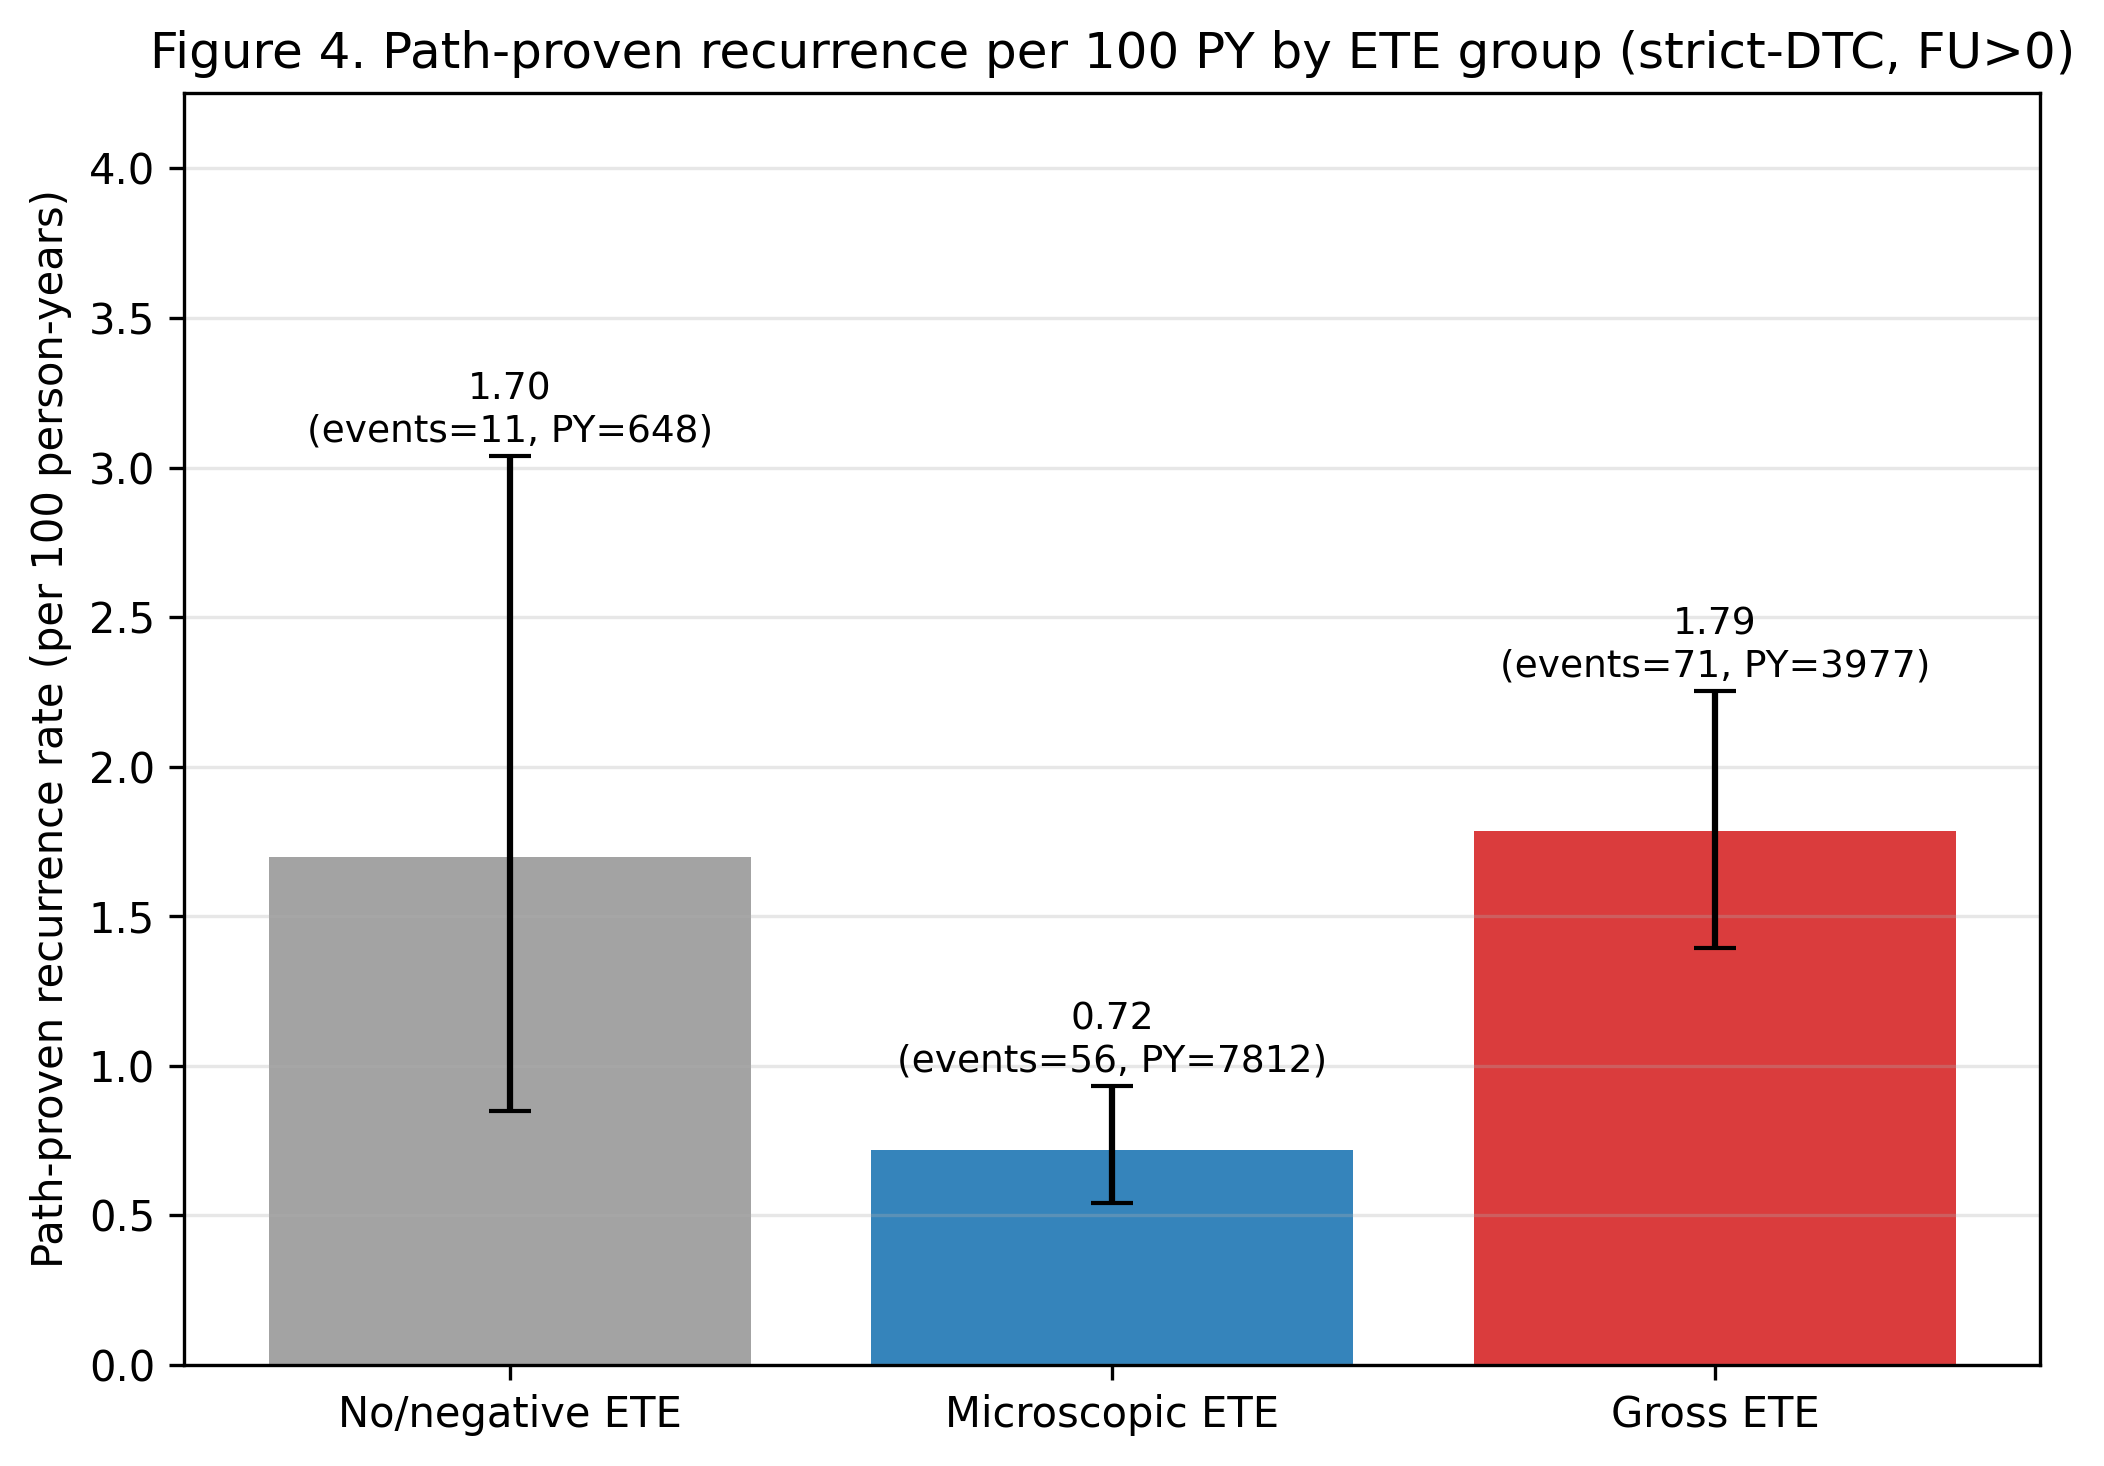 Figure 4. Path-proven recurrence per 100 PY by ETE group (strict-DTC, FU>0)
Path-proven recurrence rate (per 100 person-years)
4.0
3.5
3.0
2.5
2.0
1.5
1.0
0.5
0.0
1.70
(events=11, PY=648)
0.72
(events=56, PY=7812)
1.79
(events=71, PY=3977)
No/negative ETE
Microscopic ETE
Gross ETE